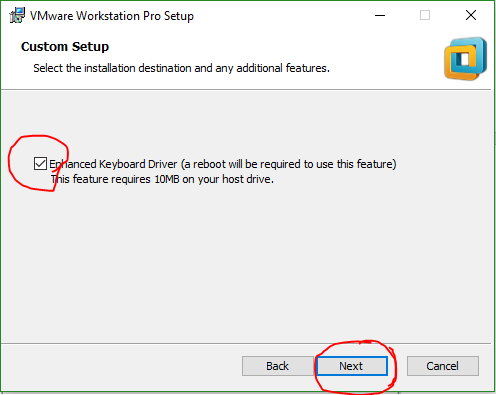 VMware Workstation Pro Setup
Custom Setup
Select the installation destination and any additional features.
Enhanced Keyboard Driver (a reboot will be required to use this feature)
This feature requires 10MB on your host drive.
Back
Next
Cancel